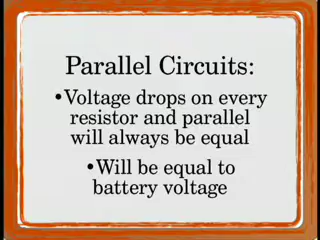 Parallel Circuits:
•Voltage drops on every
resistor and parallel
will always be equal
•Will be equal to
battery voltage